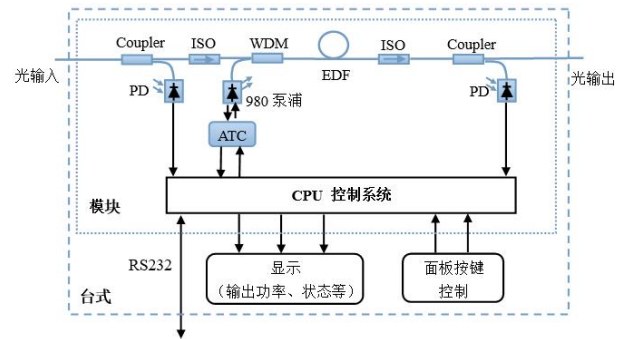 Coupler
ISO
WDM
ISO
Coupler
光输入
EDF
光输出
PD
980 泵浦
PD
ATC
CPU 控制系统
模块
RS232
显示
（输出功率、状态等）
面板按键
控制
台式